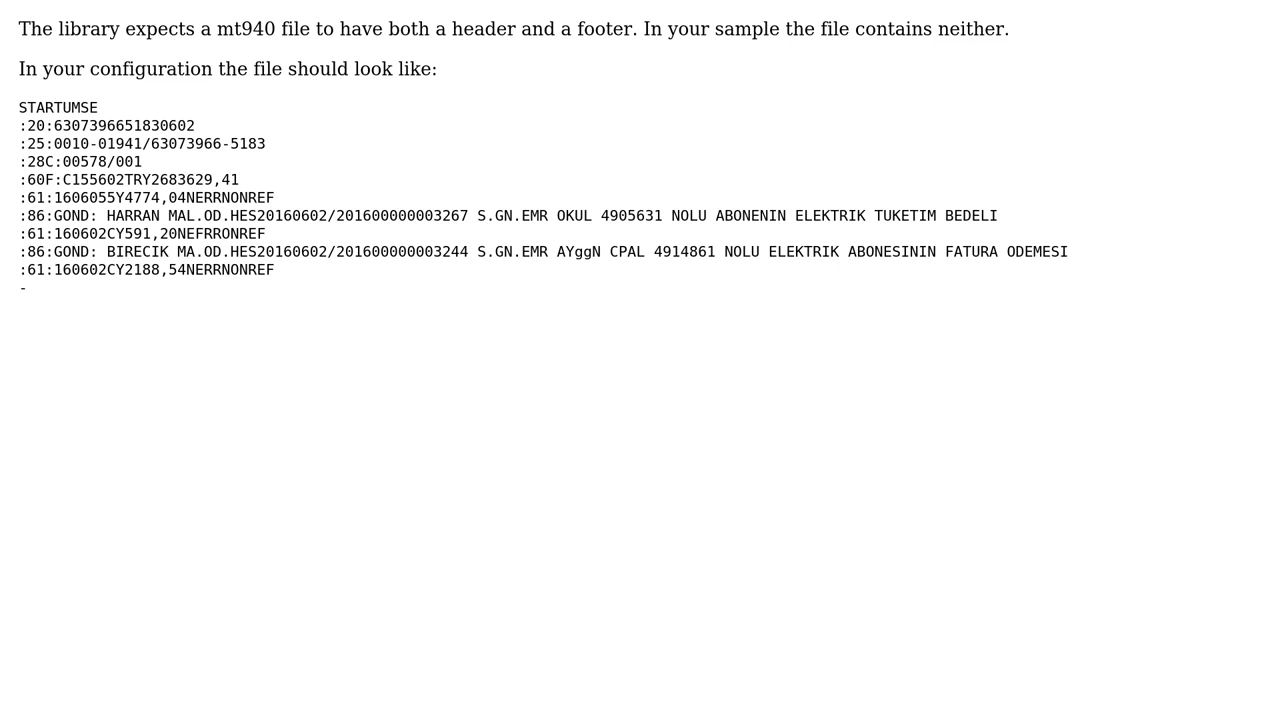 The library expects a mt940 file to have both a header and a footer. In your sample the file contains neither.
In your configuration the file should look like:
STARTUMSE
:20:6307396651830602
:25:0010-01941/63073966-5183
:28C:00578/001
:60F:C155602TRY2683629,41
:61:1606055Y4774,04NERRNONREF
:86:GOND: HARRAN MAL.OD.HES20160602/201600000003267 S.GN.EMR OKUL 4905631 NOLU ABONENIN ELEKTRIK TUKETIM BEDELI
:61:160602CY591,20NEFRRONREF
:86:GOND: BIRECIK MA.OD.HES20160602/201600000003244 S.GN.EMR AYggN CPAL 4914861 NOLU ELEKTRIK ABONESININ FATURA ODEMESI
:61:160602CY2188,54NERRNONREF
-